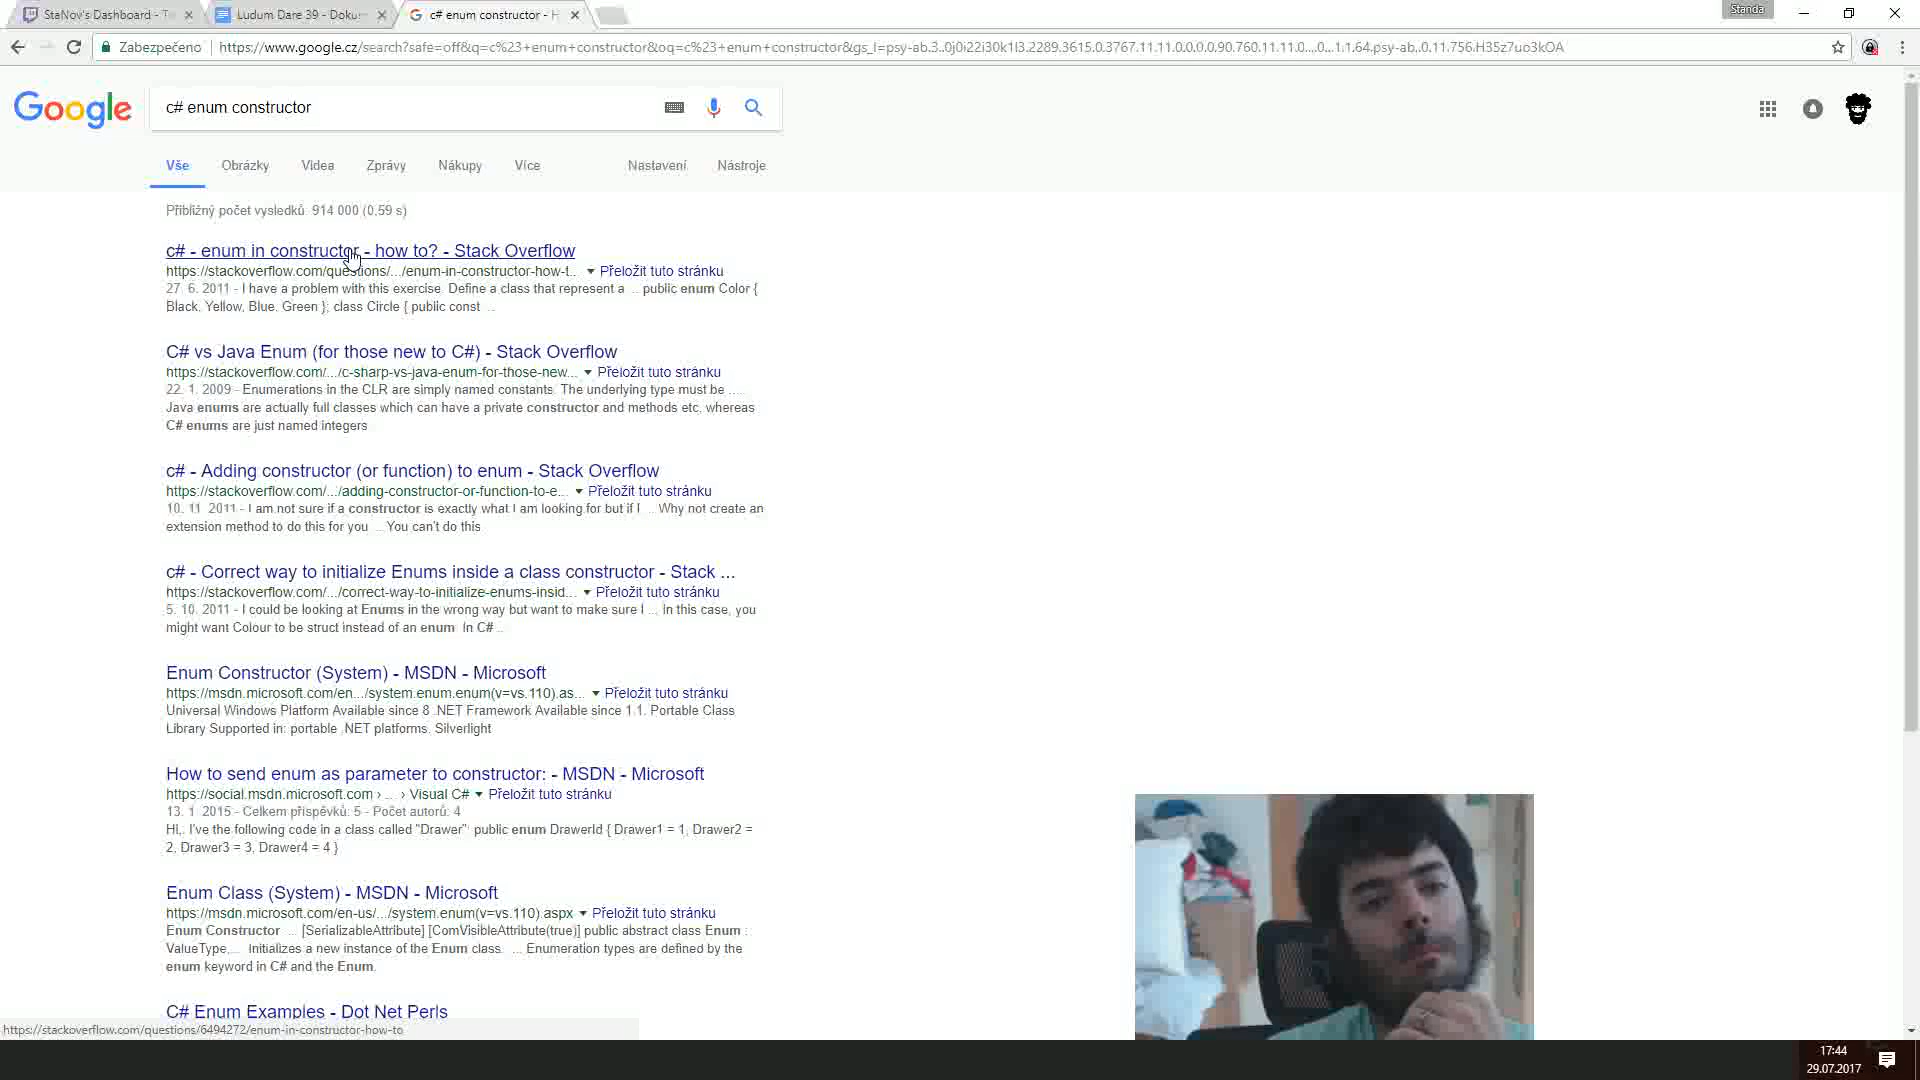 StaNov's Dashboard - Tw
Ludum Dare 39 - Dokum
c# enum constructor - H
Standa
Zabezpečeno
https://www.google.cz/search?safe=off&q=c%23+enum+constructor&oq=c%23+enum+constructor&gs_l=psy-ab.3..0j0i22i30k1l3.2289.3615.0.3767.11.11.0.0.0.0.90.760.11.11.0....0...1.1.64.psy-ab..0.11.756.H35z7uo3kOA
Google
c# enum constructor
Vše Obrázky Videa Zprávy Nákupy Více Nastavení Nástroje
Přibližný počet výsledků: 914 000 (0,59 s)
c# - enum in constructor - how to? - Stack Overflow
https://stackoverflow.com/questions/.../enum-in-constructor-how-t... ▼ Přeložit tuto stránku
27. 6. 2011 - I have a problem with this exercise. Define a class that represent a ... public enum Color {
Black, Yellow, Blue, Green }; class Circle { public const ...
C# vs Java Enum (for those new to C#) - Stack Overflow
https://stackoverflow.com/.../c-sharp-vs-java-enum-for-those-new... ▼ Přeložit tuto stránku
22. 1. 2009 - Enumerations in the CLR are simply named constants. The underlying type must be ....
Java enums are actually full classes which can have a private constructor and methods etc, whereas
C# enums are just named integers.
c# - Adding constructor (or function) to enum - Stack Overflow
https://stackoverflow.com/.../adding-constructor-or-function-to-e... ▼ Přeložit tuto stránku
10. 11. 2011 - I am not sure if a constructor is exactly what I am looking for but if I ... Why not create an
extension method to do this for you ... You can't do this
c# - Correct way to initialize Enums inside a class constructor - Stack ...
https://stackoverflow.com/.../correct-way-to-initialize-enums-insid... ▼ Přeložit tuto stránku
5. 10. 2011 - I could be looking at Enums in the wrong way but want to make sure I ... In this case, you
might want Colour to be struct instead of an enum. In C# ...
Enum Constructor (System) - MSDN - Microsoft
https://msdn.microsoft.com/en.../system.enum.enum(v=vs.110).as... ▼ Přeložit tuto stránku
Universal Windows Platform Available since 8 .NET Framework Available since 1.1. Portable Class
Library Supported in: portable .NET platforms. Silverlight
How to send enum as parameter to constructor: - MSDN - Microsoft
https://social.msdn.microsoft.com › ... › Visual C# ▼ Přeložit tuto stránku
13. 1. 2015 - Celkem příspěvků: 5 - Počet autorů: 4
Hi,. I've the following code in a class called "Drawer" public enum DrawerId { Drawer1 = 1, Drawer2 =
2, Drawer3 = 3, Drawer4 = 4 }
Enum Class (System) - MSDN - Microsoft
https://msdn.microsoft.com/en-us/.../system.enum(v=vs.110).aspx ▼ Přeložit tuto stránku
Enum Constructor ... [SerializableAttribute] [ComVisibleAttribute(true)] public abstract class Enum :
ValueType,... Initializes a new instance of the Enum class. ... Enumeration types are defined by the
enum keyword in C# and the Enum.
C# Enum Examples - Dot Net Perls
https://stackoverflow.com/questions/6494272/enum-in-constructor-how-to
17:44
29.07.2017